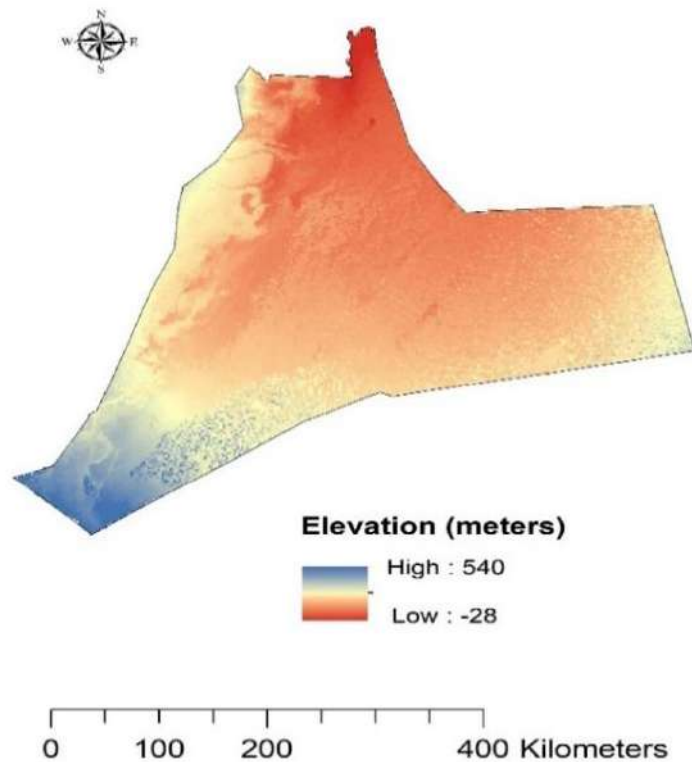 N
W E
S
Elevation (meters)
High : 540
Low : -28
0 100 200 400 Kilometers